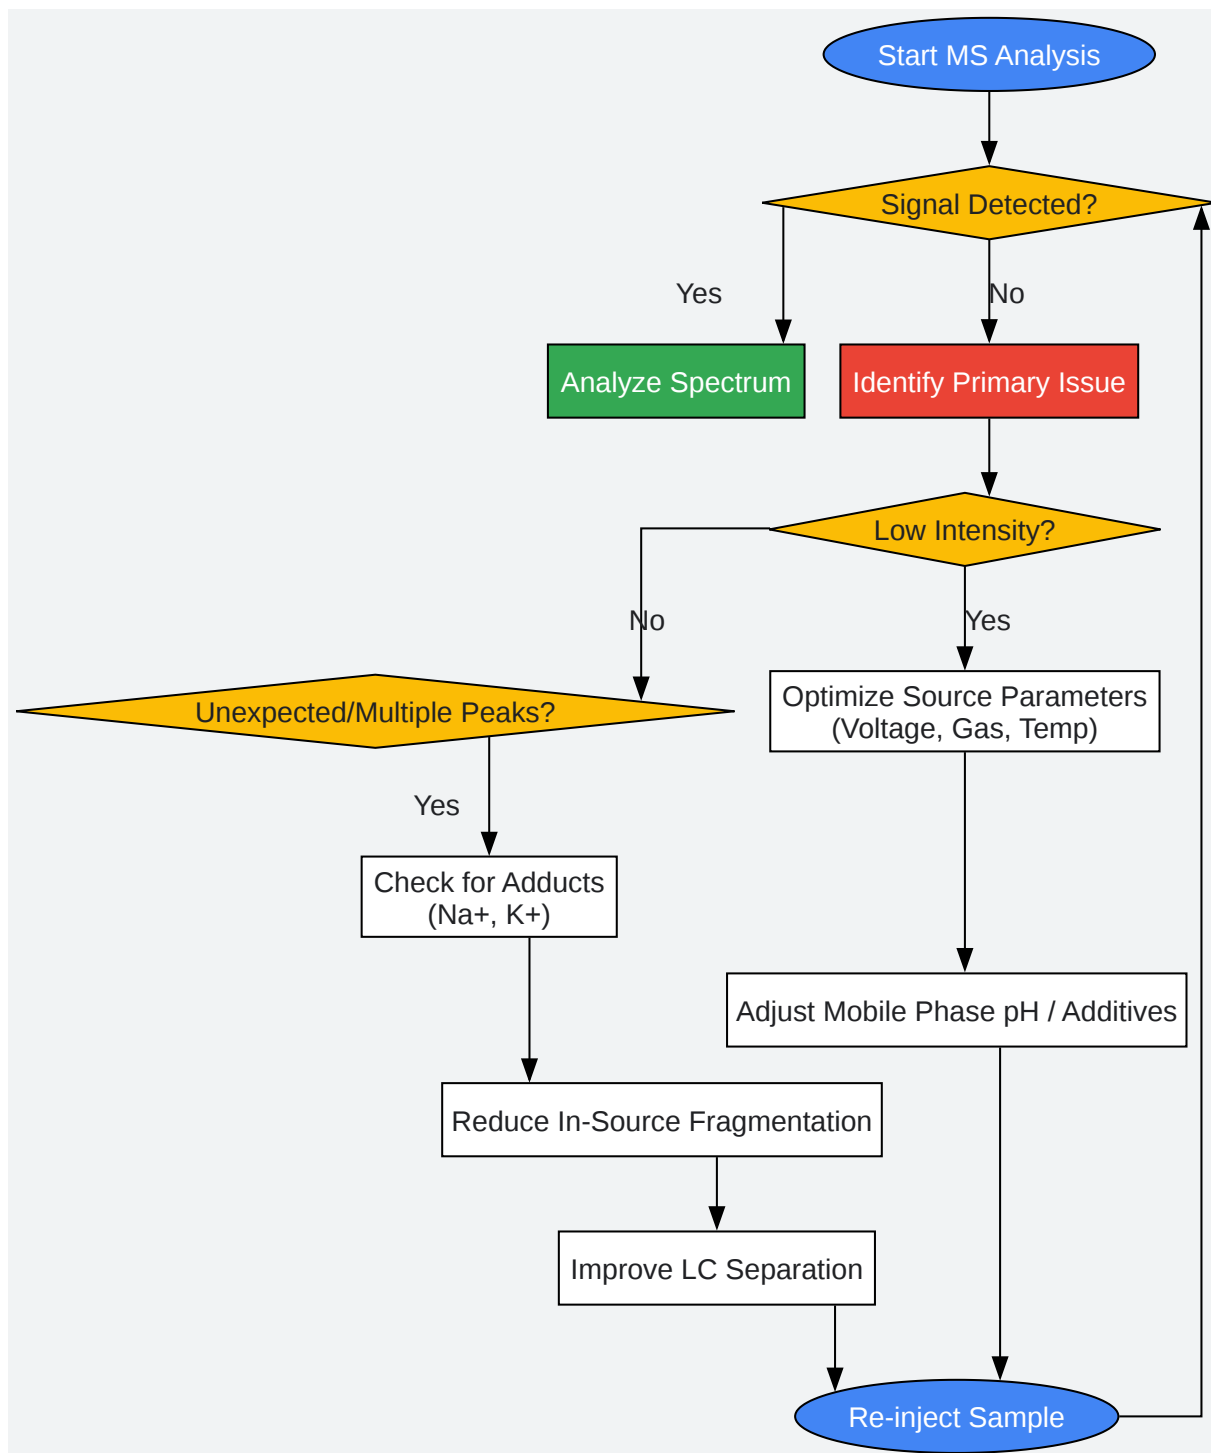 Start MS Analysis
Signal Detected?
Yes
No
Analyze Spectrum
Identify Primary Issue
Low Intensity?
No
Yes
Unexpected/Multiple Peaks?
Optimize Source Parameters
(Voltage, Gas, Temp)
Yes
Check for Adducts
(Na+, K+)
Adjust Mobile Phase pH / Additives
Reduce In-Source Fragmentation
Improve LC Separation
Re-inject Sample